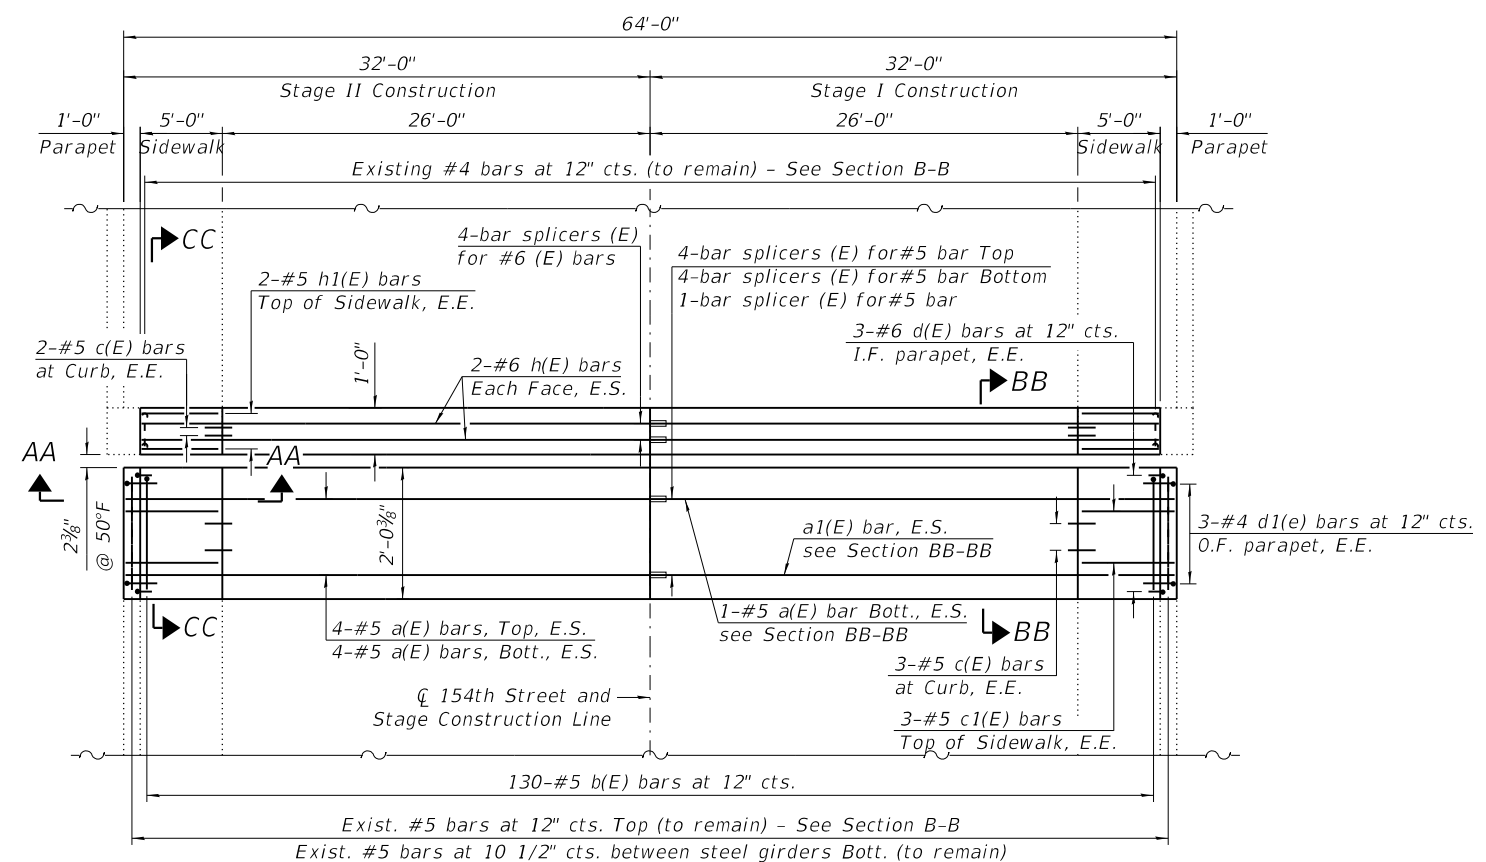 64'-0"
32'-0"
32'-0"
Stage II Construction
Stage I Construction
1'-0"
5'-0"
26'-0"
26'-0"
5'-0"
1'-0"
Parapet
Sidewalk
Sidewalk
Parapet
Existing #4 bars at 12" cts. (to remain) - See Section B-B
CC
4-bar splicers (E)
for #6 (E) bars
4-bar splicers (E) for#5 bar Top
4-bar splicers (E) for#5 bar Bottom
1-bar splicer (E) for#5 bar
2-#5 h1(E) bars
Top of Sidewalk, E.E.
3-#6 d(E) bars at 12" cts.
I.F. parapet, E.E.
2-#5 c(E) bars
at Curb, E.E.
1'-0"
2-#6 h(E) bars
Each Face, E.S.
BB
AA
AA
2⅜"
@ 50°F
2'-0⅜"
a1(E) bar, E.S.
see Section BB-BB
3-#4 d1(e) bars at 12" cts.
O.F. parapet, E.E.
CC
4-#5 a(E) bars, Top, E.S.
4-#5 a(E) bars, Bott., E.S.
1-#5 a(E) bar Bott., E.S.
see Section BB-BB
BB
3-#5 c(E) bars
at Curb, E.E.
℄ 154th Street and
Stage Construction Line
3-#5 c1(E) bars
Top of Sidewalk, E.E.
130-#5 b(E) bars at 12" cts.
Exist. #5 bars at 12" cts. Top (to remain) - See Section B-B
Exist. #5 bars at 10 1/2" cts. between steel girders Bott. (to remain)